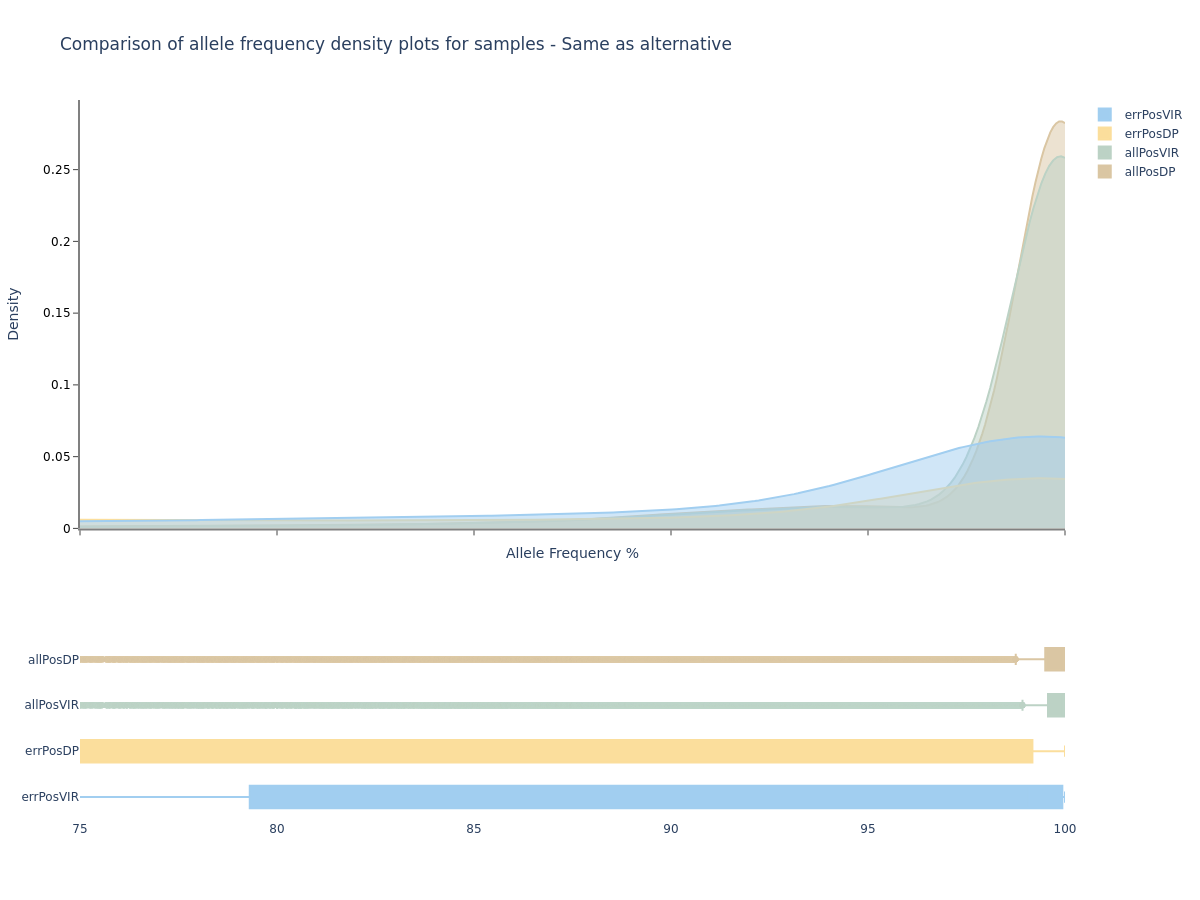 Comparison of allele frequency density plots for samples - Same as alternative
errPosVIR
errPosDP
allPosVIR
allPosDP
0.25
0.2
0.15
0.1
0.05
0
Density
Allele Frequency %
allPosDP
allPosVIR
errPosDP
errPosVIR
75 80 85 90 95 100